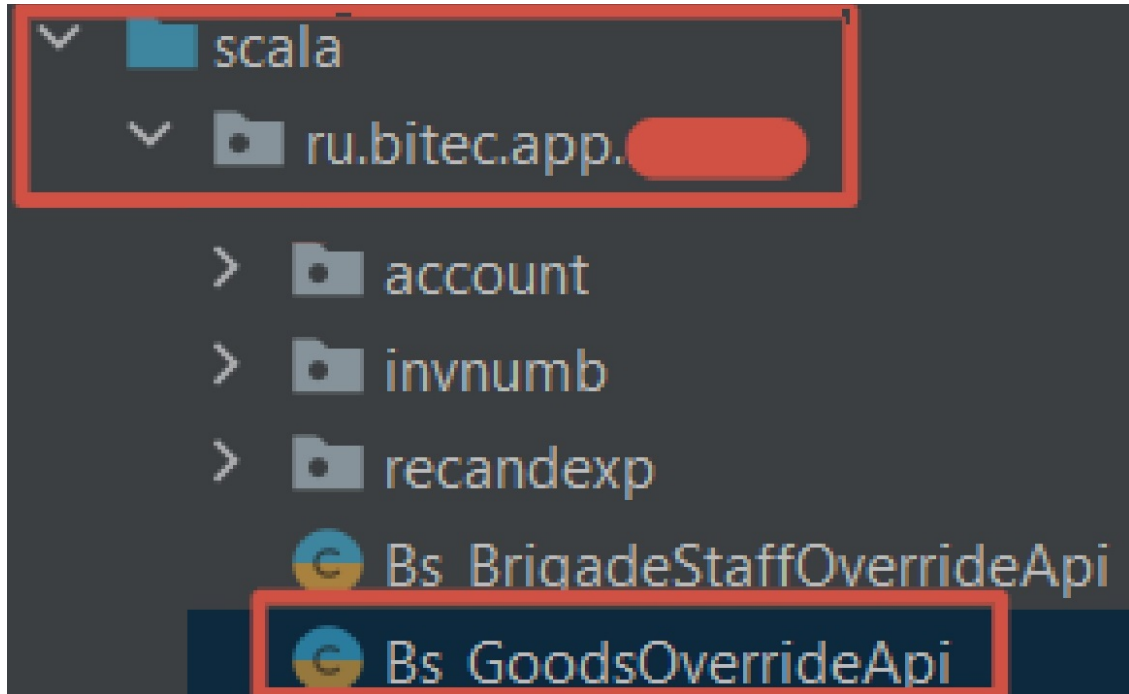 scala
ru.bitec.app.
account
invnumb
recandexp
Bs_BrigadeStaffOverrideApi
Bs_GoodsOverrideApi